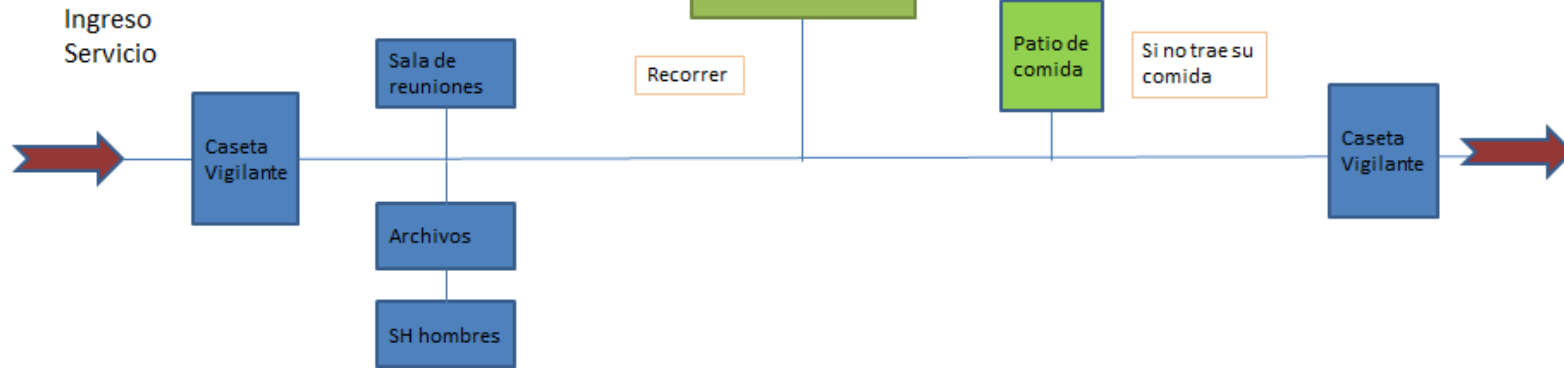 Ingreso
Servicio
Sala de
reuniones
Recorrer
Patio de
comida
Si no trae su
comida
Caseta
Vigilante
Caseta
Vigilante
Archivos
SH hombres